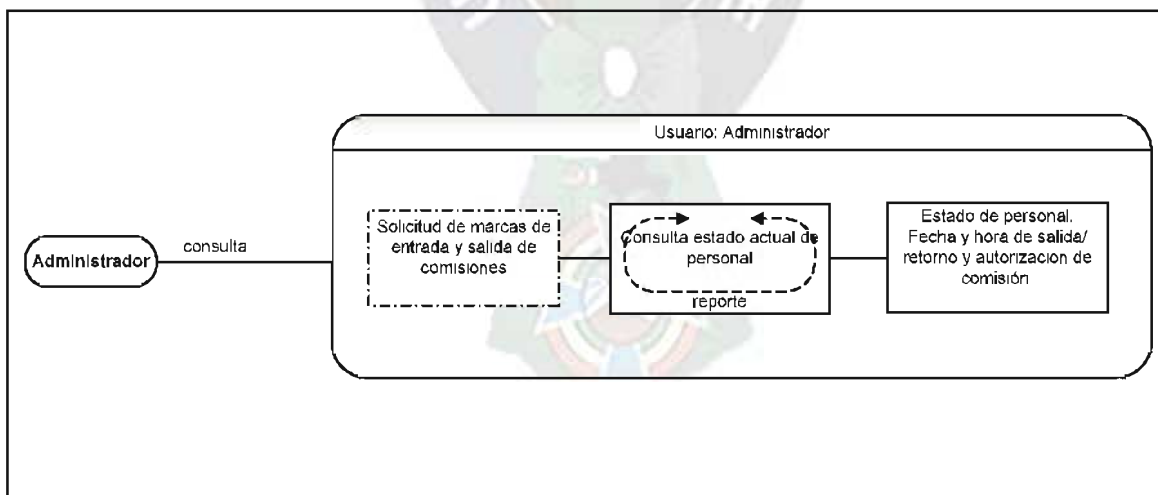 Usuario: Administrador
Administrador
consulta
Solicitud de marcas de
entrada y salida de
comisiones
Consulta estado actual de
personal
reporte
Estado de personal.
Fecha y hora de salida/
retorno y autorizacion de
comisión